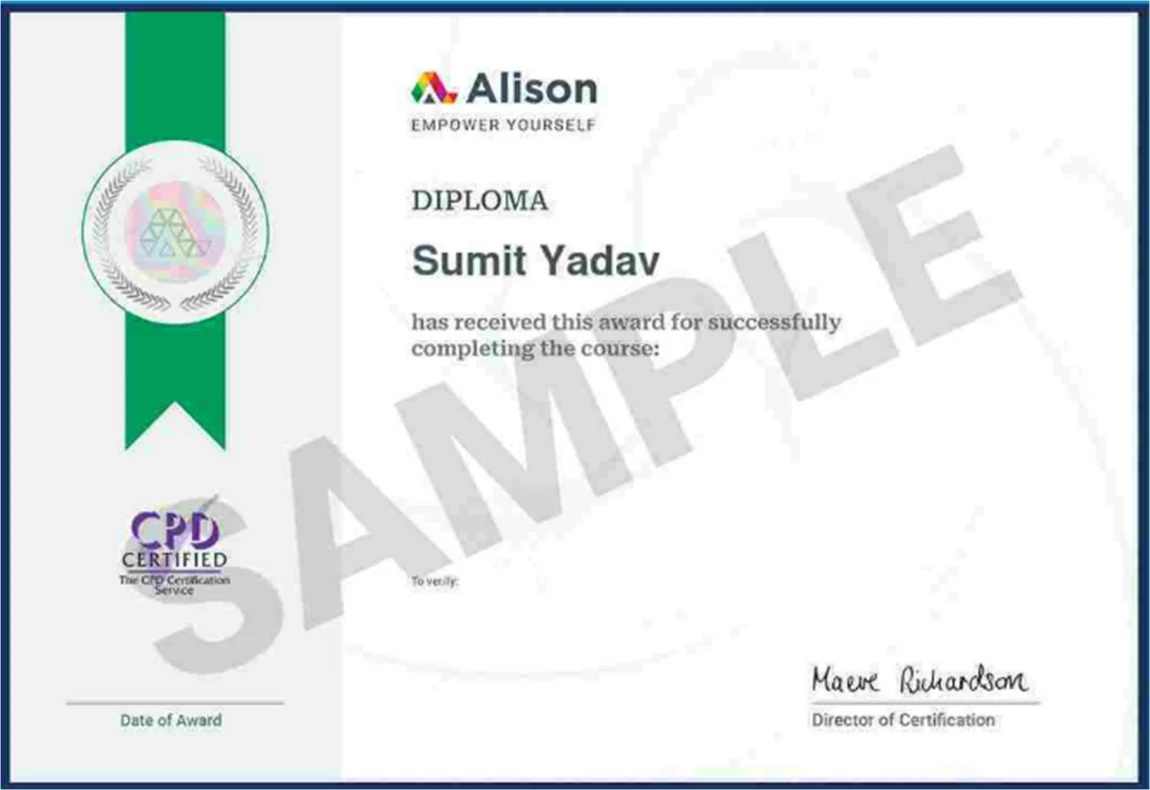 Alison
EMPOWER YOURSELF
DIPLOMA
Sumit Yadav
has received this award for successfully
completing the course:
SAMPLE
CPD
CERTIFIED
The CPD Certification
Service
To verify:
Date of Award
Maeve Richardson
Director of Certification